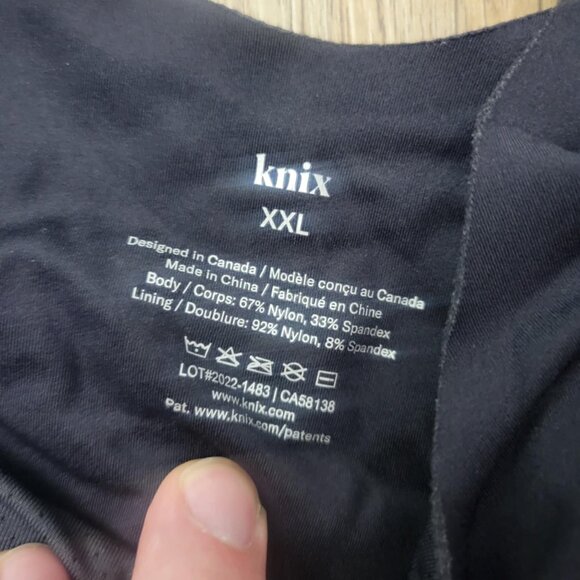 knix
XXL
Designed in Canada / Modèle conçu au Canada
Made in China / Fabriqué en Chine
Body / Corps: 67% Nylon, 33% Spandex
Lining / Doublure: 92% Nylon, 8% Spandex
LOT#2022-1483 | CA58138
www.knix.com
Pat. www.knix.com/patents